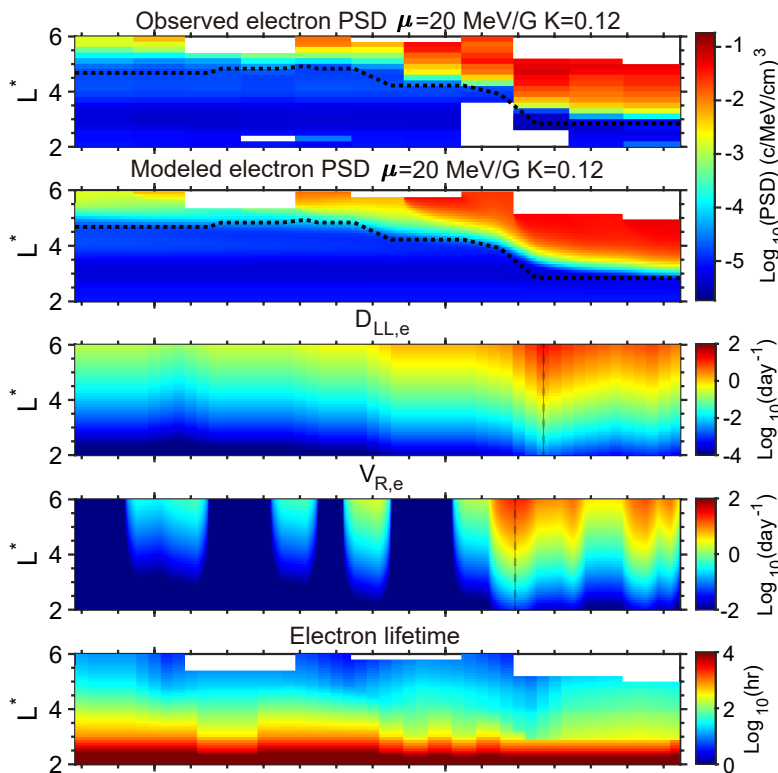 Observed electron PSD μ=20 MeV/G K=0.12
6
4
2
L*
Modeled electron PSD μ=20 MeV/G K=0.12
6
4
2
L*
-1
-2
-3
-4
-5
Log10(PSD) (c/MeV/cm)3
DLL,e
6
4
2
L*
2
0
-2
-4
Log10(day-1)
VR,e
6
4
2
L*
2
0
-2
Log10(day-1)
Electron lifetime
6
4
2
L*
4
2
0
Log10(hr)